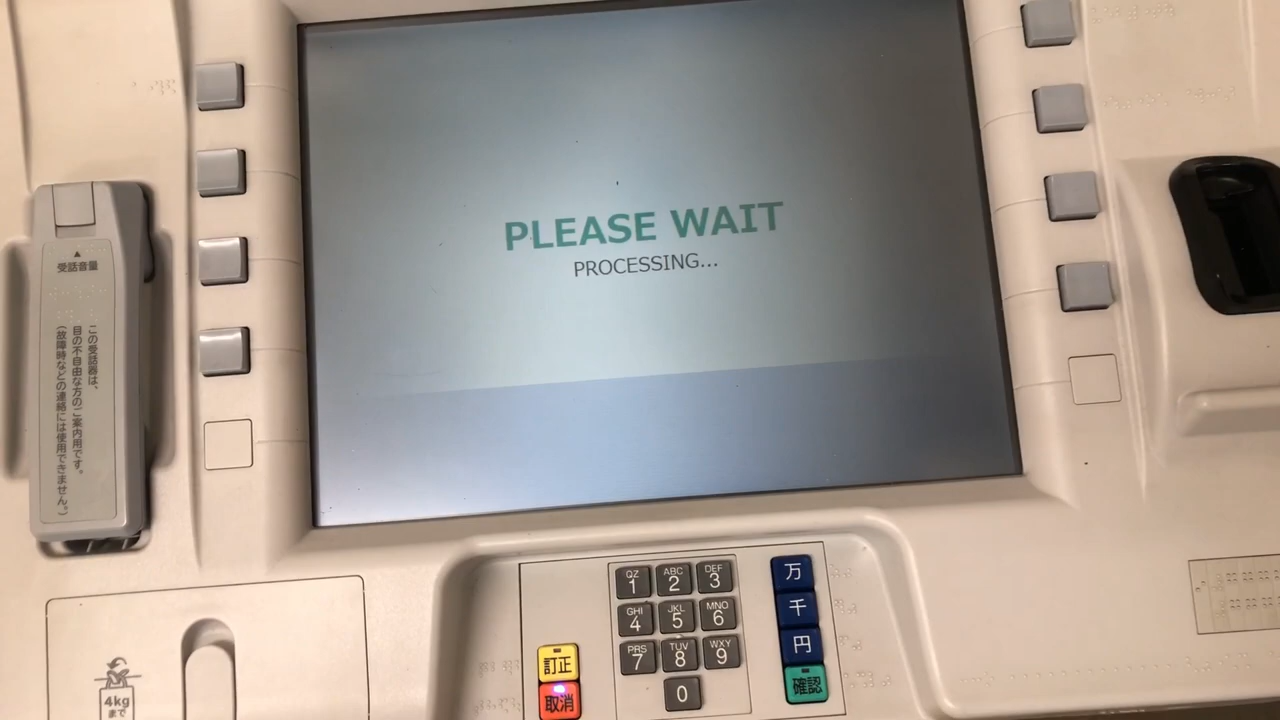 PLEASE WAIT
PROCESSING...
▲
受話音量
この受話器は、
目の不自由な方のご案内用です。
(故障時などの連絡には使用できません。)
QZ
1
ABC
2
DEF
3
GHI
4
JKL
5
MNO
6
PRS
7
TUV
8
WXY
9
0
万
千
円
確認
訂正
取消
4kg
まで